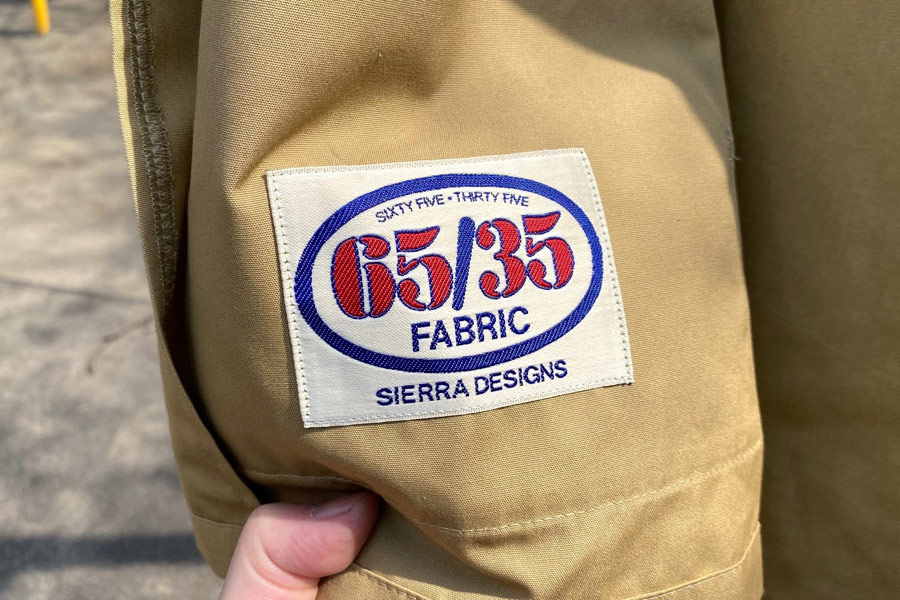 SIXTY FIVE • THIRTY FIVE
65/35
FABRIC
SIERRA DESIGNS